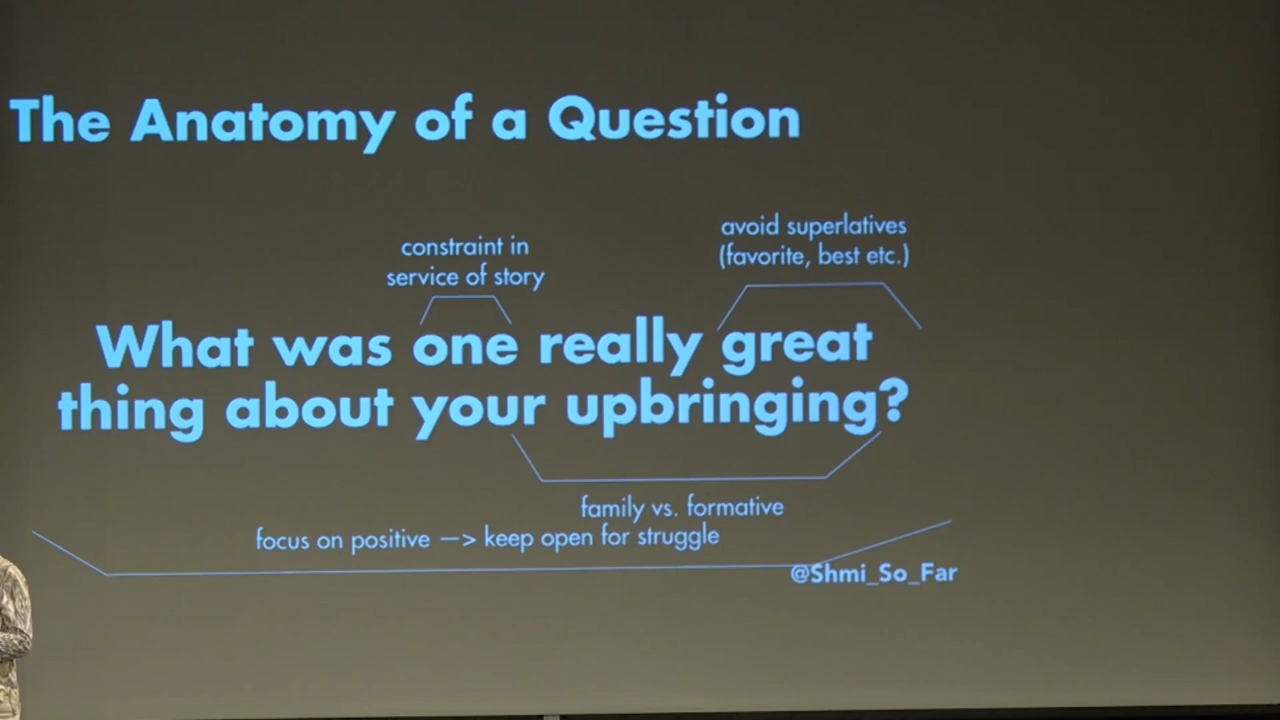 The Anatomy of a Question
constraint in
service of story
avoid superlatives
(favorite, best etc.)
What was one really great
thing about your upbringing?
family vs. formative
focus on positive —> keep open for struggle
@Shmi_So_Far